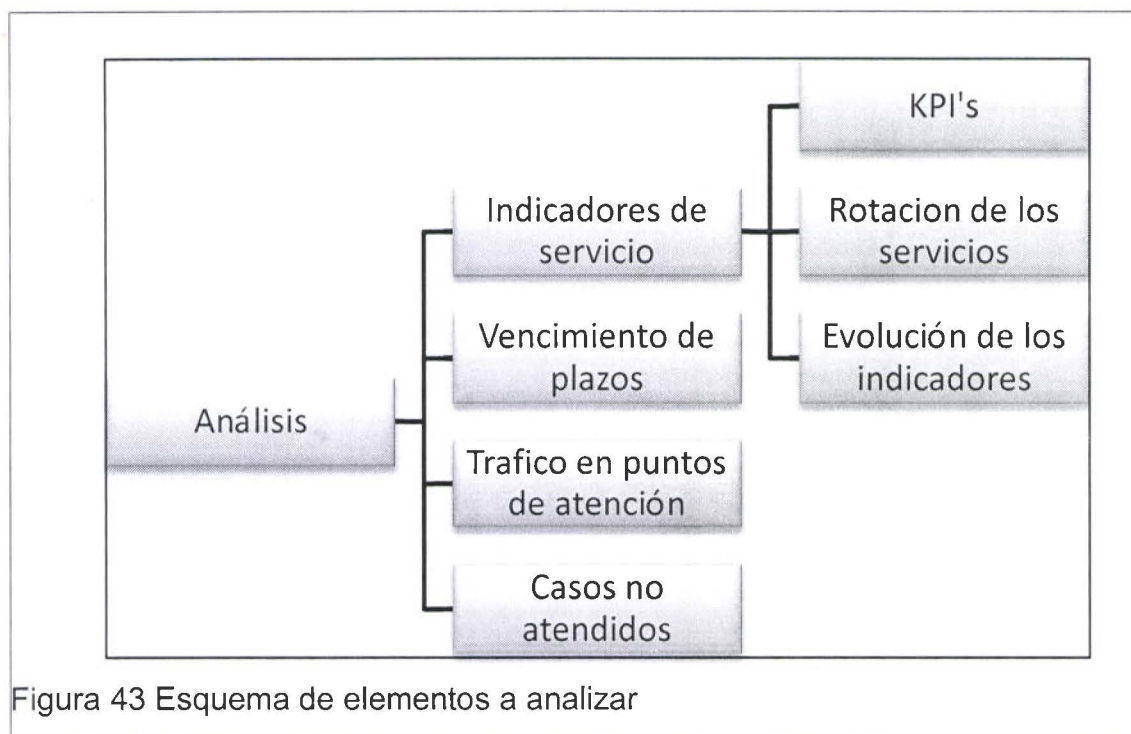 KPI's
Indicadores de
servicio
Rotacion de los
servicios
Vencimiento de
plazos
Evolución de los
indicadores
Análisis
Trafico en puntos
de atención
Casos no
atendidos
Figura 43 Esquema de elementos a analizar